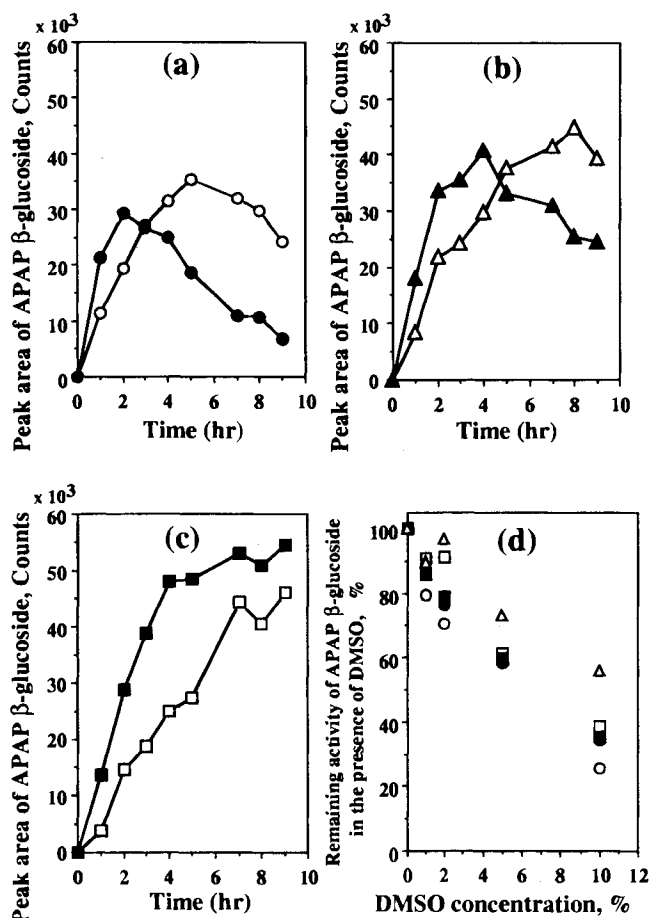 x 10³
60
50
40
30
20
10
0
0 2 4 6 8 10
Time (hr)
Peak area of APAP β-glucoside, Counts
(a)
60
50
40
30
20
10
0
0 2 4 6 8 10
Time (hr)
Peak area of APAP β-glucoside, Counts
x 10³
(b)
x 10³
60
50
40
30
20
10
0
0 2 4 6 8 10
Time (hr)
Peak area of APAP β-glucoside, Counts
(c)
100
80
60
40
20
0
0 2 4 6 8 10 12
DMSO concentration, %
Remaining activity of APAP β-glucoside
in the presence of DMSO, %
(d)